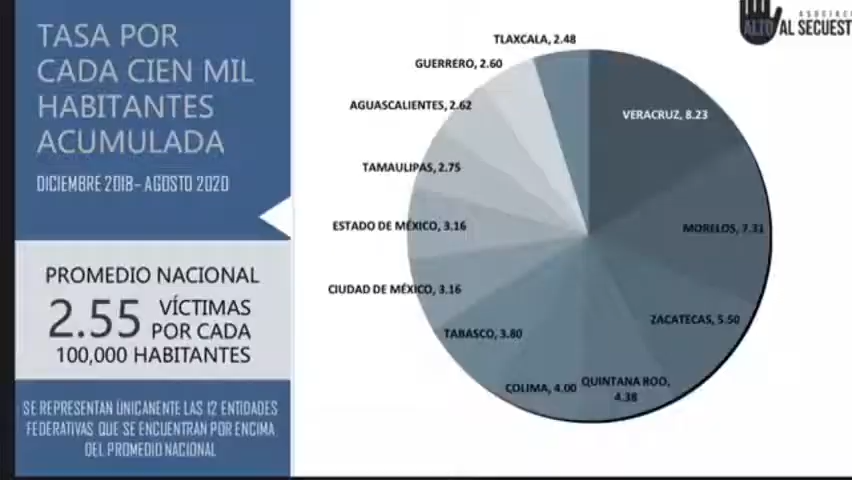 TASA POR
CADA CIEN MIL
HABITANTES
ACUMULADA
DICIEMBRE 2018- AGOSTO 2020
PROMEDIO NACIONAL
2.55 VÍCTIMAS
POR CADA
100,000 HABITANTES
SE REPRESENTAN ÚNICANENTE LAS 12 ENTIDADES
FEDERATIVAS QUE SE ENCUENTRAN POR ENCIMA
DEL PROMEDIO NACIONAL
ASOCIACI
ALTO AL SECUEST
TLAXCALA, 2.48
GUERRERO, 2.60
AGUASCALIENTES, 2.62
TAMAULIPAS, 2.75
ESTADO DE MÉXICO, 3.16
CIUDAD DE MÉXICO, 3.16
TABASCO, 3.80
COLIMA, 4.00
QUINTANA ROO,
4.38
ZACATECAS, 5.50
MORELOS, 7.31
VERACRUZ, 8.23